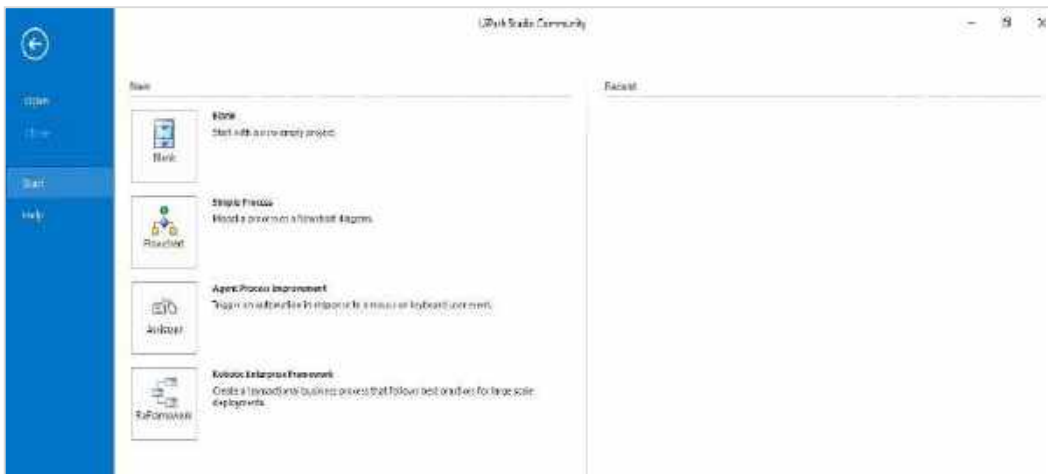 UiPath Studio Community
Open
Close
Start
Help
New
Recent
Blank
Start with a new empty project.
Blank
Simple Process
Model a process as a flowchart diagram.
Flowchart
Agent Process Improvement
Trigger an automation in response to a mouse or keyboard user event.
Assistant
Robotic Enterprise Framework
Create a transactional business process that follows best practices for large scale
deployments.
ReFramework